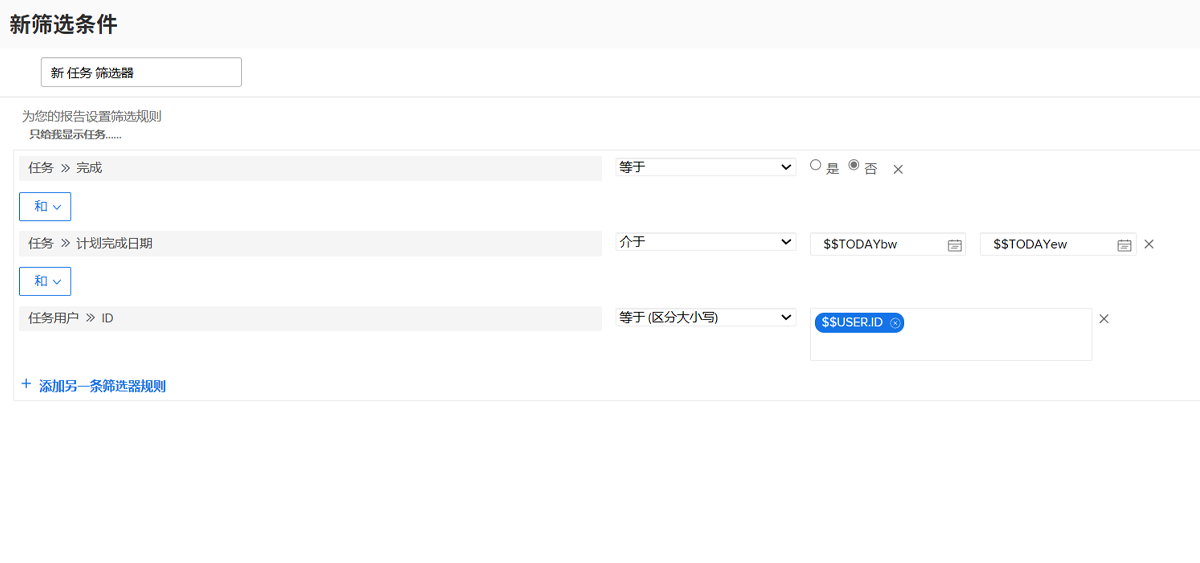 新筛选条件
新 任务 筛选器
为您的报告设置筛选规则
只给我显示任务......
任务 » 完成 等于 是 否
和
任务 » 计划完成日期 介于 $$TODAYbw $$TODAYew
和
任务用户 » ID 等于 (区分大小写) $$USER.ID
+ 添加另一条筛选器规则